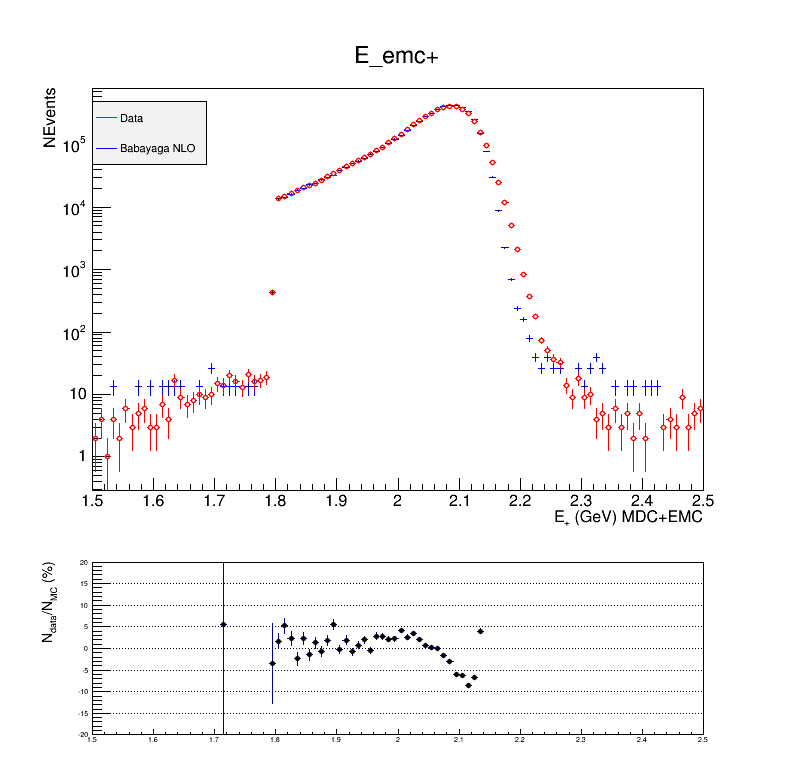 E_emc+
NEvents
Data
Babayaga NLO
10^5
10^4
10^3
10^2
10
1
1.5 1.6 1.7 1.8 1.9 2 2.1 2.2 2.3 2.4 2.5
E_+ (GeV) MDC+EMC
N_data/N_MC (%)
20
15
10
5
0
-5
-10
-15
-20
1.5 1.6 1.7 1.8 1.9 2 2.1 2.2 2.3 2.4 2.5